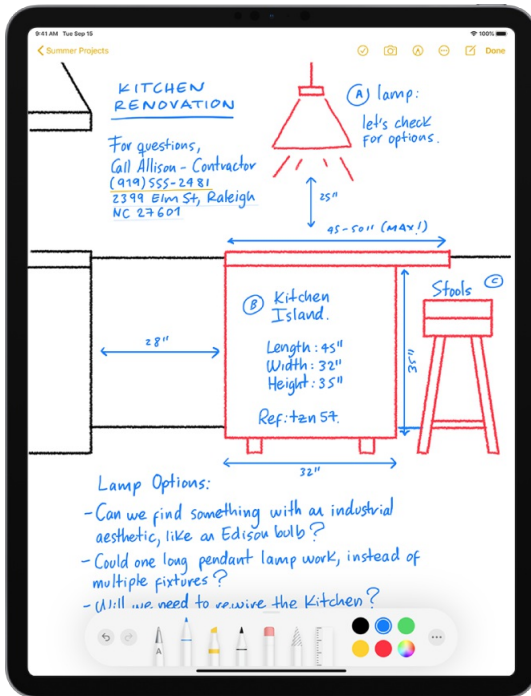 9:41 AM Tue Sep 15
100%
Summer Projects
Done
KITCHEN
RENOVATION
For questions,
Call Allison - Contractor
(919)555-2481
2399 Elm St, Raleigh
NC 27601
A lamp:
let's check
for options.
25"
45-50" (MAX!)
28"
B Kitchen
Island.
Length: 45"
Width: 32"
Height: 35"
Ref: tzn 57.
35"
Stools C
32"
Lamp Options:
- Can we find something with an industrial
aesthetic, like an Edison bulb?
- Could one long pendant lamp work, instead of
multiple fixtures?
- Will we need to rewire the Kitchen?
A